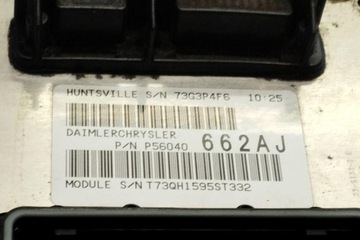 HUNTSVILLE S/N 73G3P4F6 10:25
DAIMLERCHRYSLER
P/N P56040 662AJ
MODULE S/N T73QH1595ST332